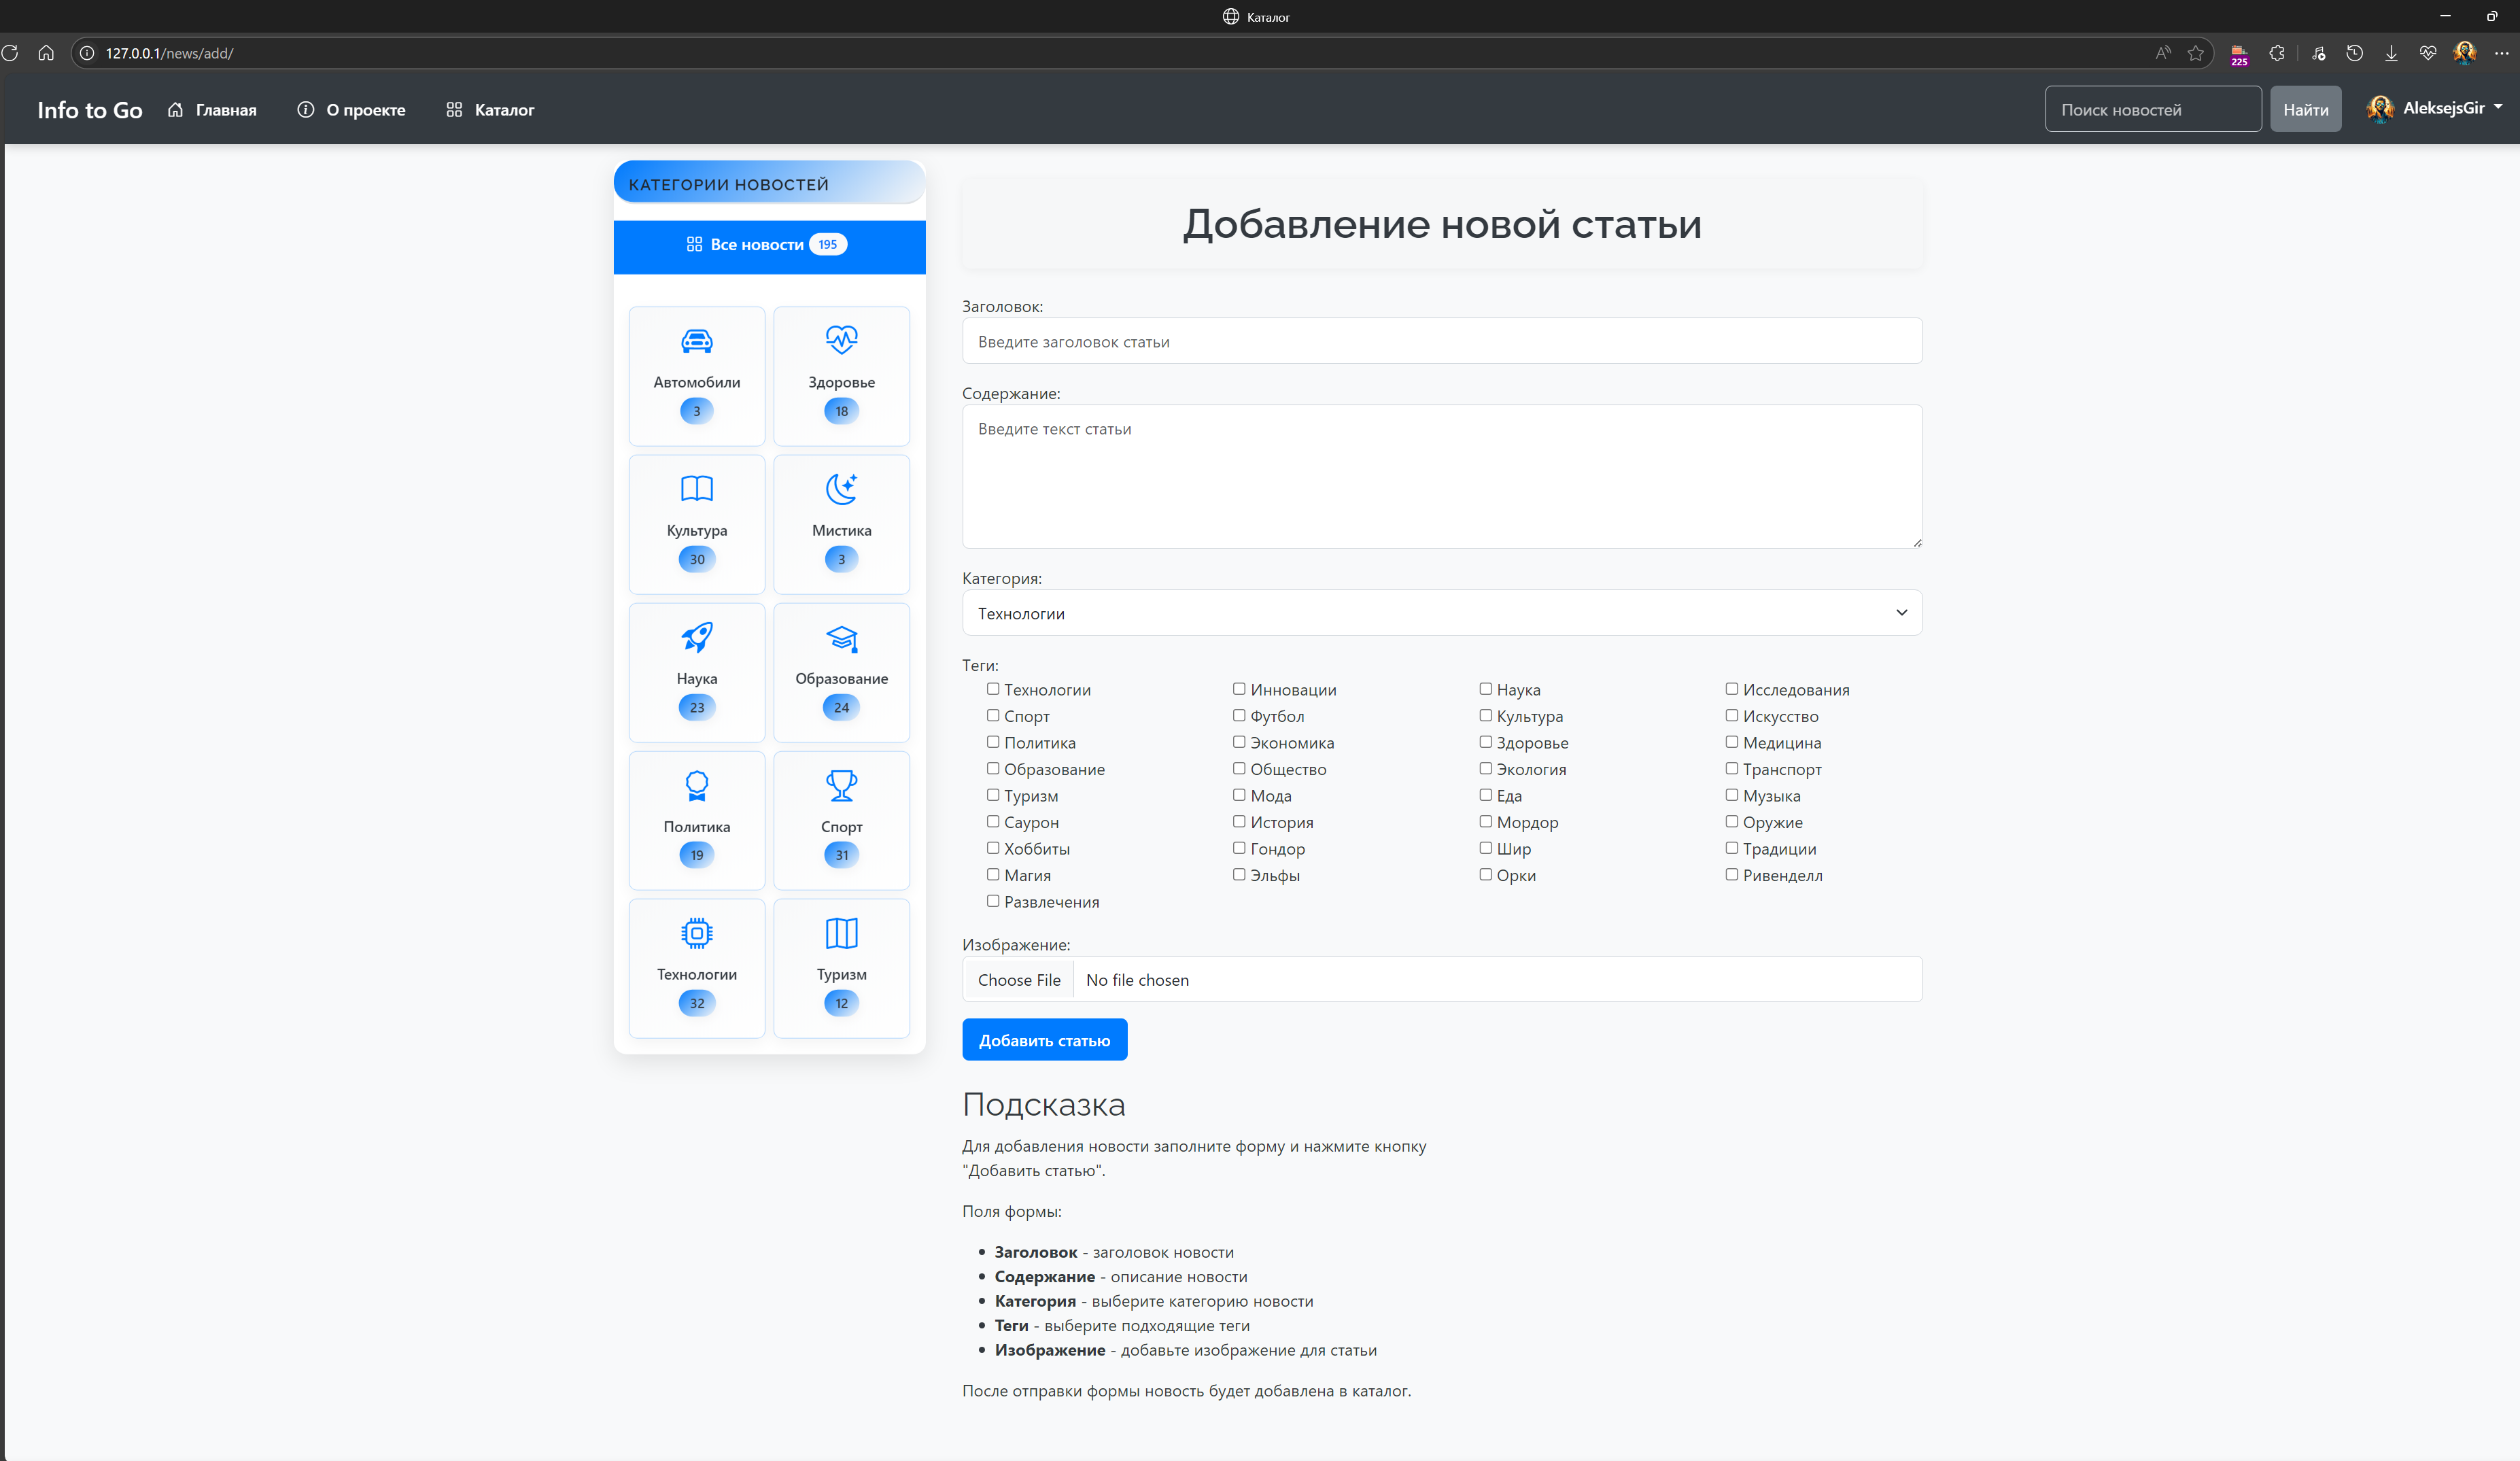 Каталог
127.0.0.1/news/add/
225
Info to Go Главная О проекте Каталог Поиск новостей Найти AleksejsGir
КАТЕГОРИИ НОВОСТЕЙ
Все новости 195
Автомобили
3
Здоровье
18
Культура
30
Мистика
3
Наука
23
Образование
24
Политика
19
Спорт
31
Технологии
32
Туризм
12
Добавление новой статьи
Заголовок:
Введите заголовок статьи
Содержание:
Введите текст статьи
Категория:
Технологии
Теги:
Технологии Инновации Наука Исследования
Спорт Футбол Культура Искусство
Политика Экономика Здоровье Медицина
Образование Общество Экология Транспорт
Туризм Мода Еда Музыка
Саурон История Мордор Оружие
Хоббиты Гондор Шир Традиции
Магия Эльфы Орки Ривенделл
Развлечения
Изображение:
Choose File No file chosen
Добавить статью
Подсказка
Для добавления новости заполните форму и нажмите кнопку
"Добавить статью".
Поля формы:
Заголовок - заголовок новости
Содержание - описание новости
Категория - выберите категорию новости
Теги - выберите подходящие теги
Изображение - добавьте изображение для статьи
После отправки формы новость будет добавлена в каталог.